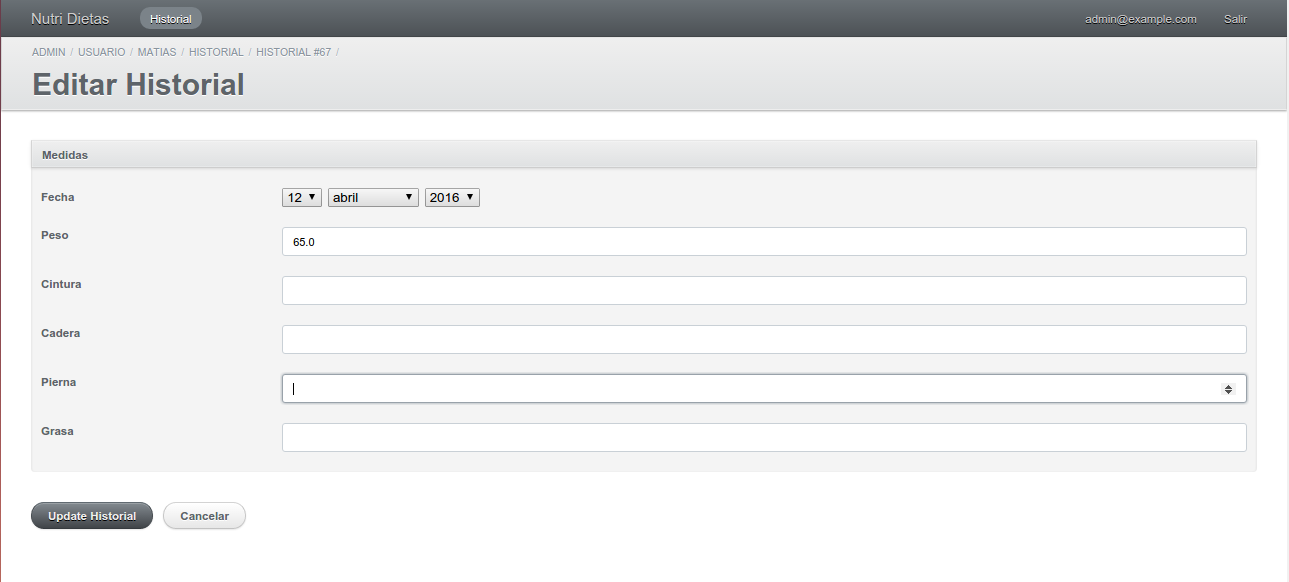 Nutri Dietas Historial admin@example.com Salir
ADMIN / USUARIO / MATIAS / HISTORIAL / HISTORIAL #67 /
Editar Historial
Medidas
Fecha 12 abril 2016
Peso 65.0
Cintura
Cadera
Pierna
Grasa
Update Historial Cancelar